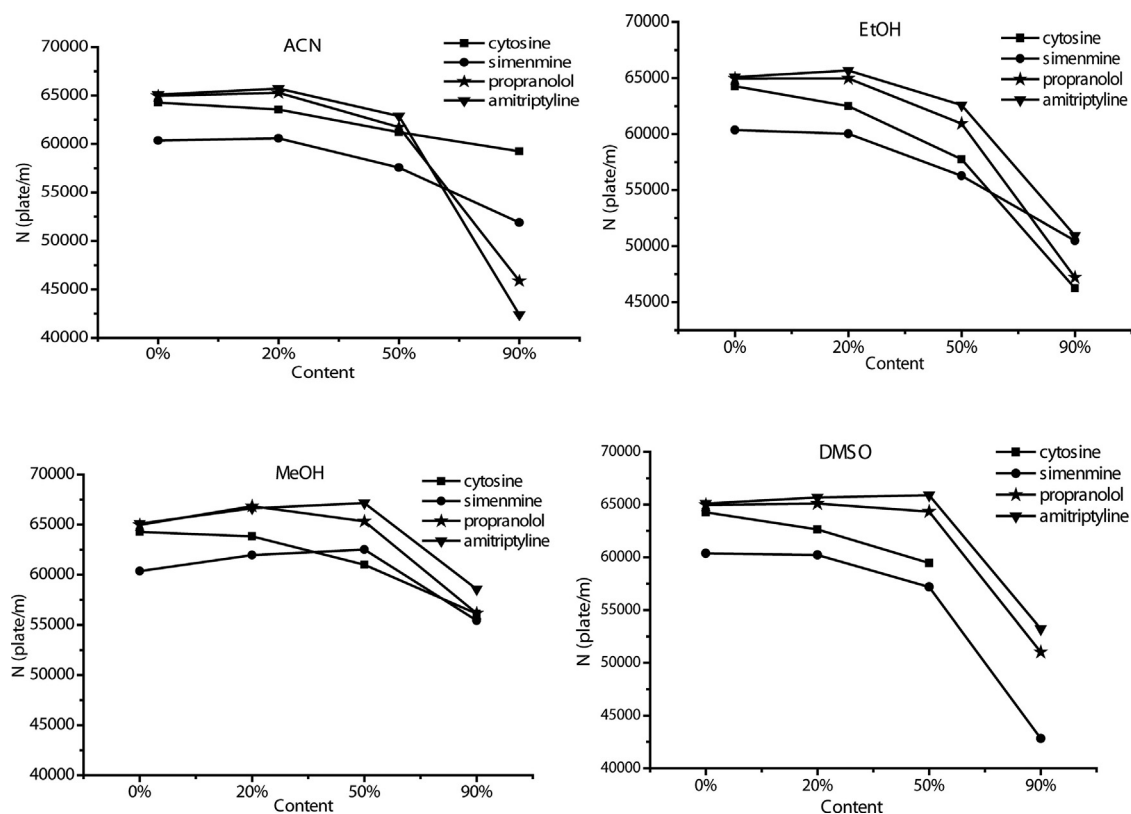 ACN
cytosine
simenmine
propranolol
amitriptyline
70000
65000
60000
55000
50000
45000
40000
N (plate/m)
0%
20%
50%
90%
Content
EtOH
cytosine
simenmine
propranolol
amitriptyline
70000
65000
60000
55000
50000
45000
N (plate/m)
0%
20%
50%
90%
Content
MeOH
cytosine
simenmine
propranolol
amitriptyline
70000
65000
60000
55000
50000
45000
40000
N (plate/m)
0%
20%
50%
90%
Content
DMSO
cytosine
simenmine
propranolol
amitriptyline
70000
65000
60000
55000
50000
45000
40000
N (plate/m)
0%
20%
50%
90%
Content